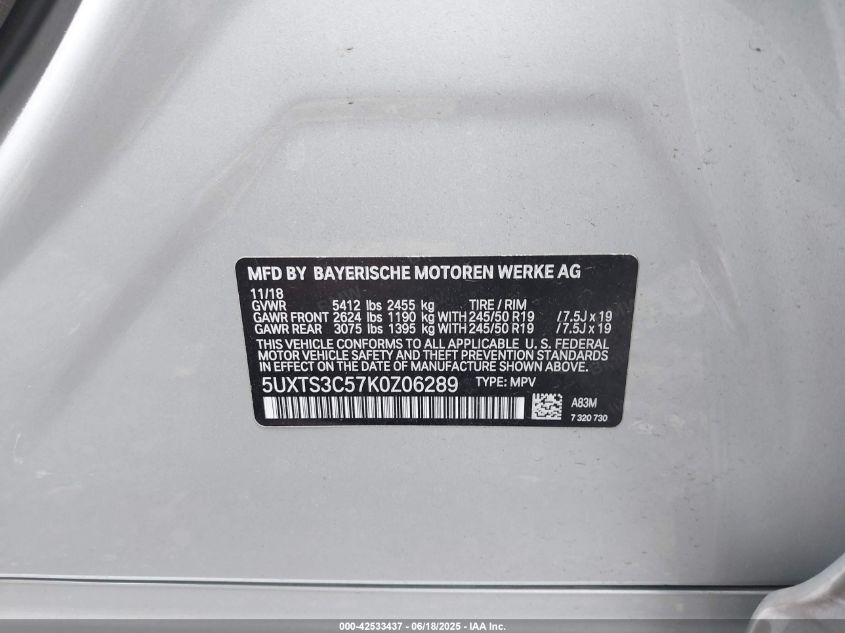 MFD BY BAYERISCHE MOTOREN WERKE AG
11/18
GVWR 5412 lbs 2455 kg TIRE / RIM
GAWR FRONT 2624 lbs 1190 kg WITH 245/50 R19 / 7.5J x 19
GAWR REAR 3075 lbs 1395 kg WITH 245/50 R19 / 7.5J x 19
THIS VEHICLE CONFORMS TO ALL APPLICABLE U. S. FEDERAL
MOTOR VEHICLE SAFETY AND THEFT PREVENTION STANDARDS
IN EFFECT ON THE DATE OF MANUFACTURE SHOWN ABOVE.
5UXTS3C57K0Z06289 TYPE: MPV
A83M
7 320 730
000-42533437 - 06/18/2025 - IAA Inc.